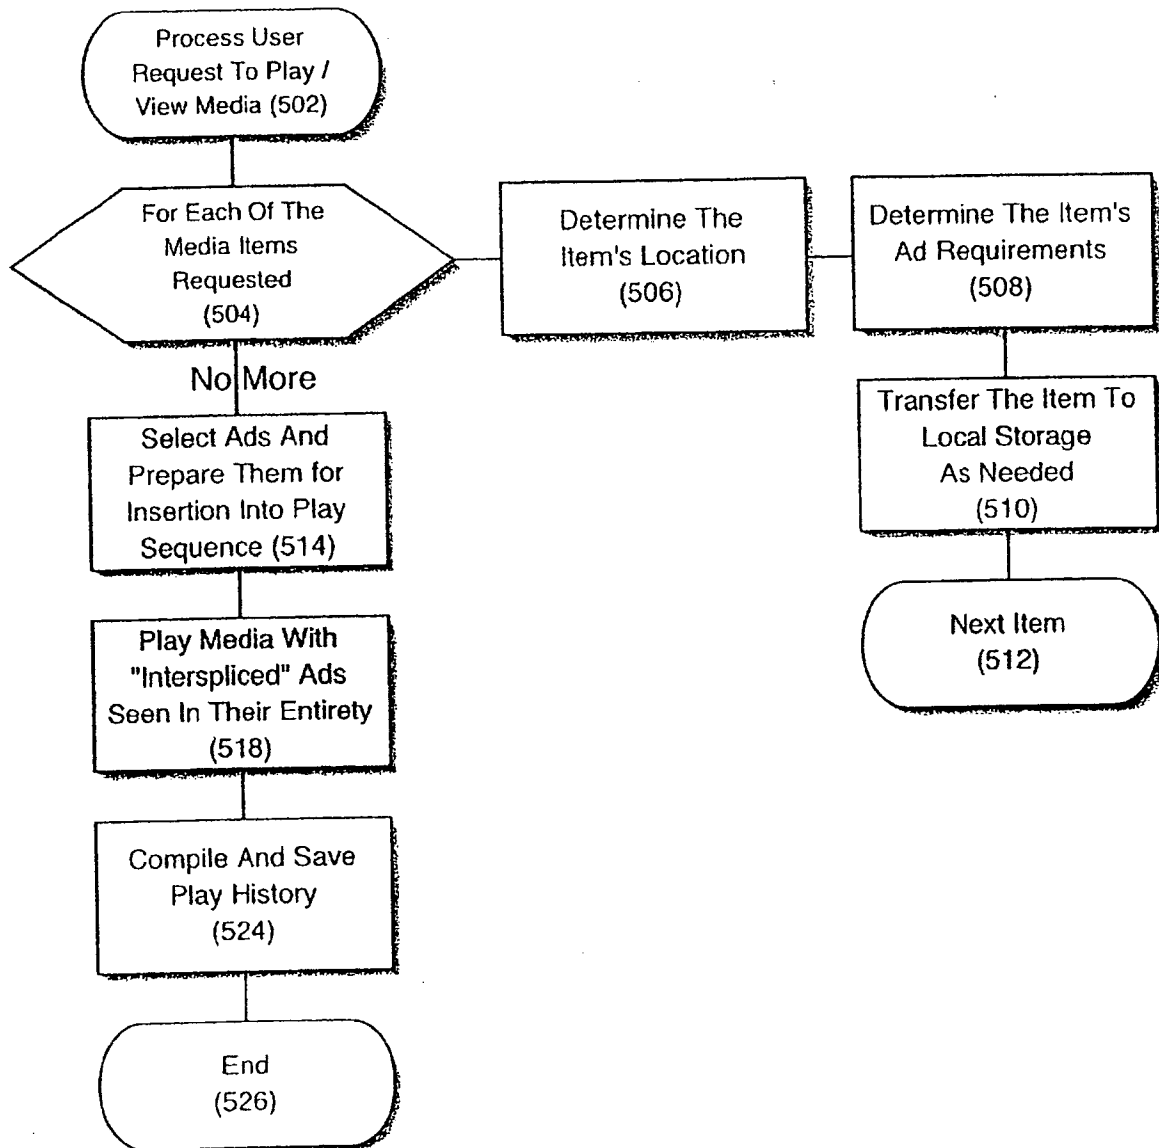 Process User
Request To Play /
View Media (502)
For Each Of The
Media Items
Requested
(504)
Determine The
Item's Location
(506)
Determine The Item's
Ad Requirements
(508)
Transfer The Item To
Local Storage
As Needed
(510)
Next Item
(512)
No More
Select Ads And
Prepare Them for
Insertion Into Play
Sequence (514)
Play Media With
"Interspliced" Ads
Seen In Their Entirety
(518)
Compile And Save
Play History
(524)
End
(526)